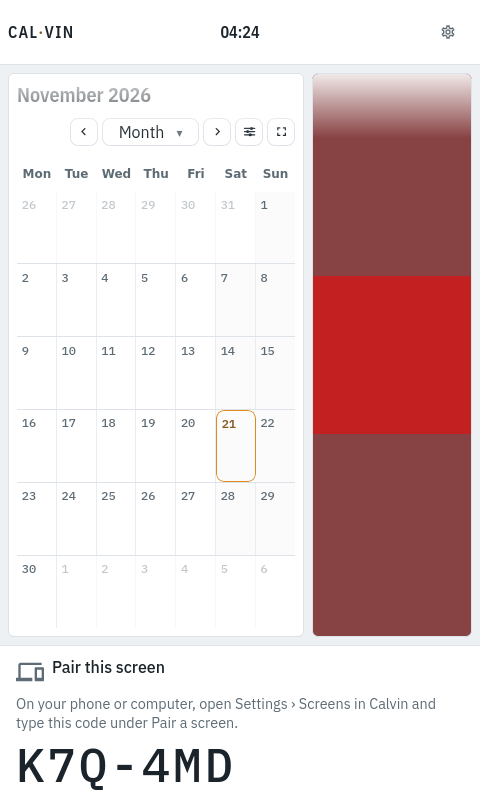 CAL·VIN
04:24
November 2026
Month
Mon Tue Wed Thu Fri Sat Sun
26 27 28 29 30 31 1
2 3 4 5 6 7 8
9 10 11 12 13 14 15
16 17 18 19 20 21 22
23 24 25 26 27 28 29
30 1 2 3 4 5 6
Pair this screen
On your phone or computer, open Settings › Screens in Calvin and
type this code under Pair a screen.
K7Q-4MD